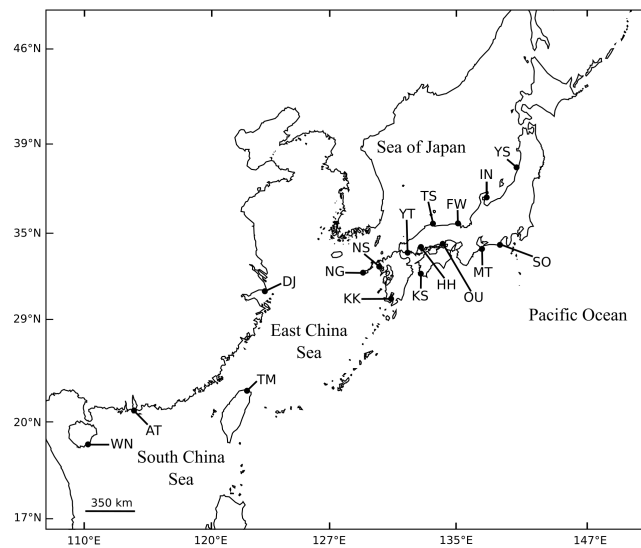 46°N
39°N
35°N
29°N
20°N
17°N
Sea of Japan
YS
IN
TS
FW
YT
NS
NG
KK
KS
HH
OU
MT
SO
DJ
East China
Sea
Pacific Ocean
TM
AT
WN
South China
Sea
350 km
110°E
120°E
127°E
135°E
147°E